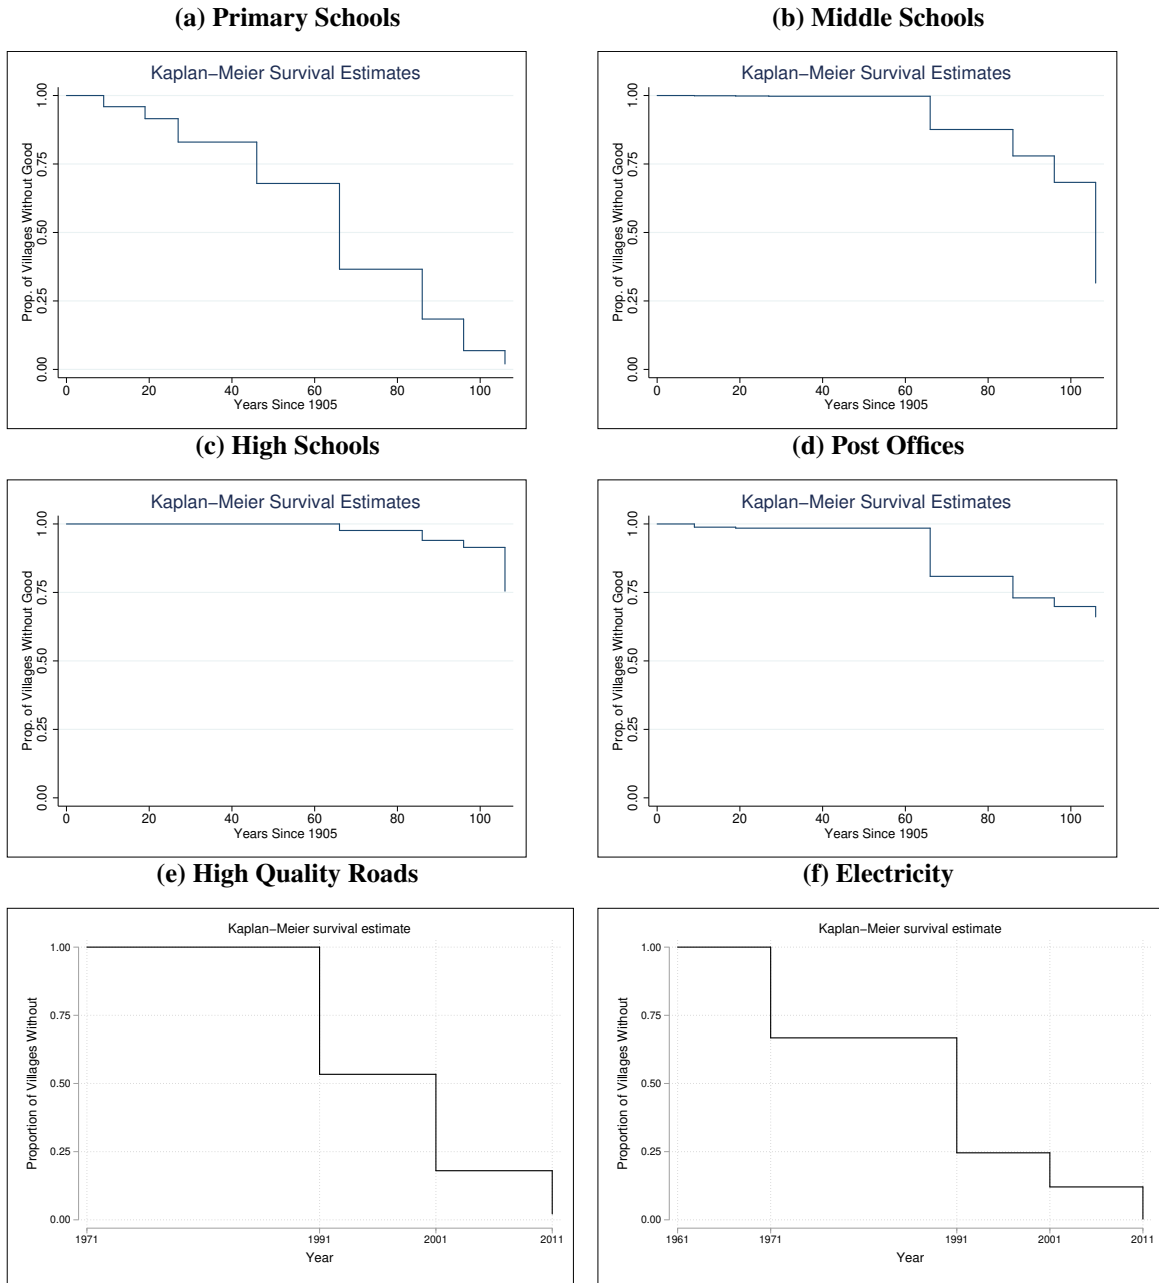 (a) Primary Schools
Kaplan−Meier Survival Estimates
Prop. of Villages Without Good
1.00
0.75
0.50
0.25
0.00
0 20 40 60 80 100
Years Since 1905
(b) Middle Schools
Kaplan−Meier Survival Estimates
Prop. of Villages Without Good
1.00
0.75
0.50
0.25
0.00
0 20 40 60 80 100
Years Since 1905
(c) High Schools
Kaplan−Meier Survival Estimates
Prop. of Villages Without Good
1.00
0.75
0.50
0.25
0.00
0 20 40 60 80 100
Years Since 1905
(d) Post Offices
Kaplan−Meier Survival Estimates
Prop. of Villages Without Good
1.00
0.75
0.50
0.25
0.00
0 20 40 60 80 100
Years Since 1905
(e) High Quality Roads
Kaplan−Meier survival estimate
Proportion of Villages Without
1.00
0.75
0.50
0.25
0.00
1971 1991 2001 2011
Year
(f) Electricity
Kaplan−Meier survival estimate
Proportion of Villages Without
1.00
0.75
0.50
0.25
0.00
1961 1971 1991 2001 2011
Year